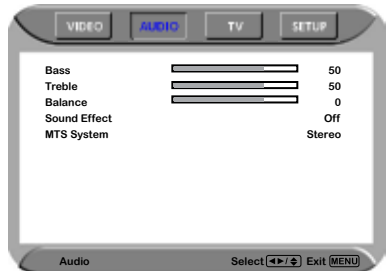 VIDEO AUDIO TV SETUP
Bass 50
Treble 50
Balance 0
Sound Effect Off
MTS System Stereo
Audio Select ◄►/▲▼ Exit MENU